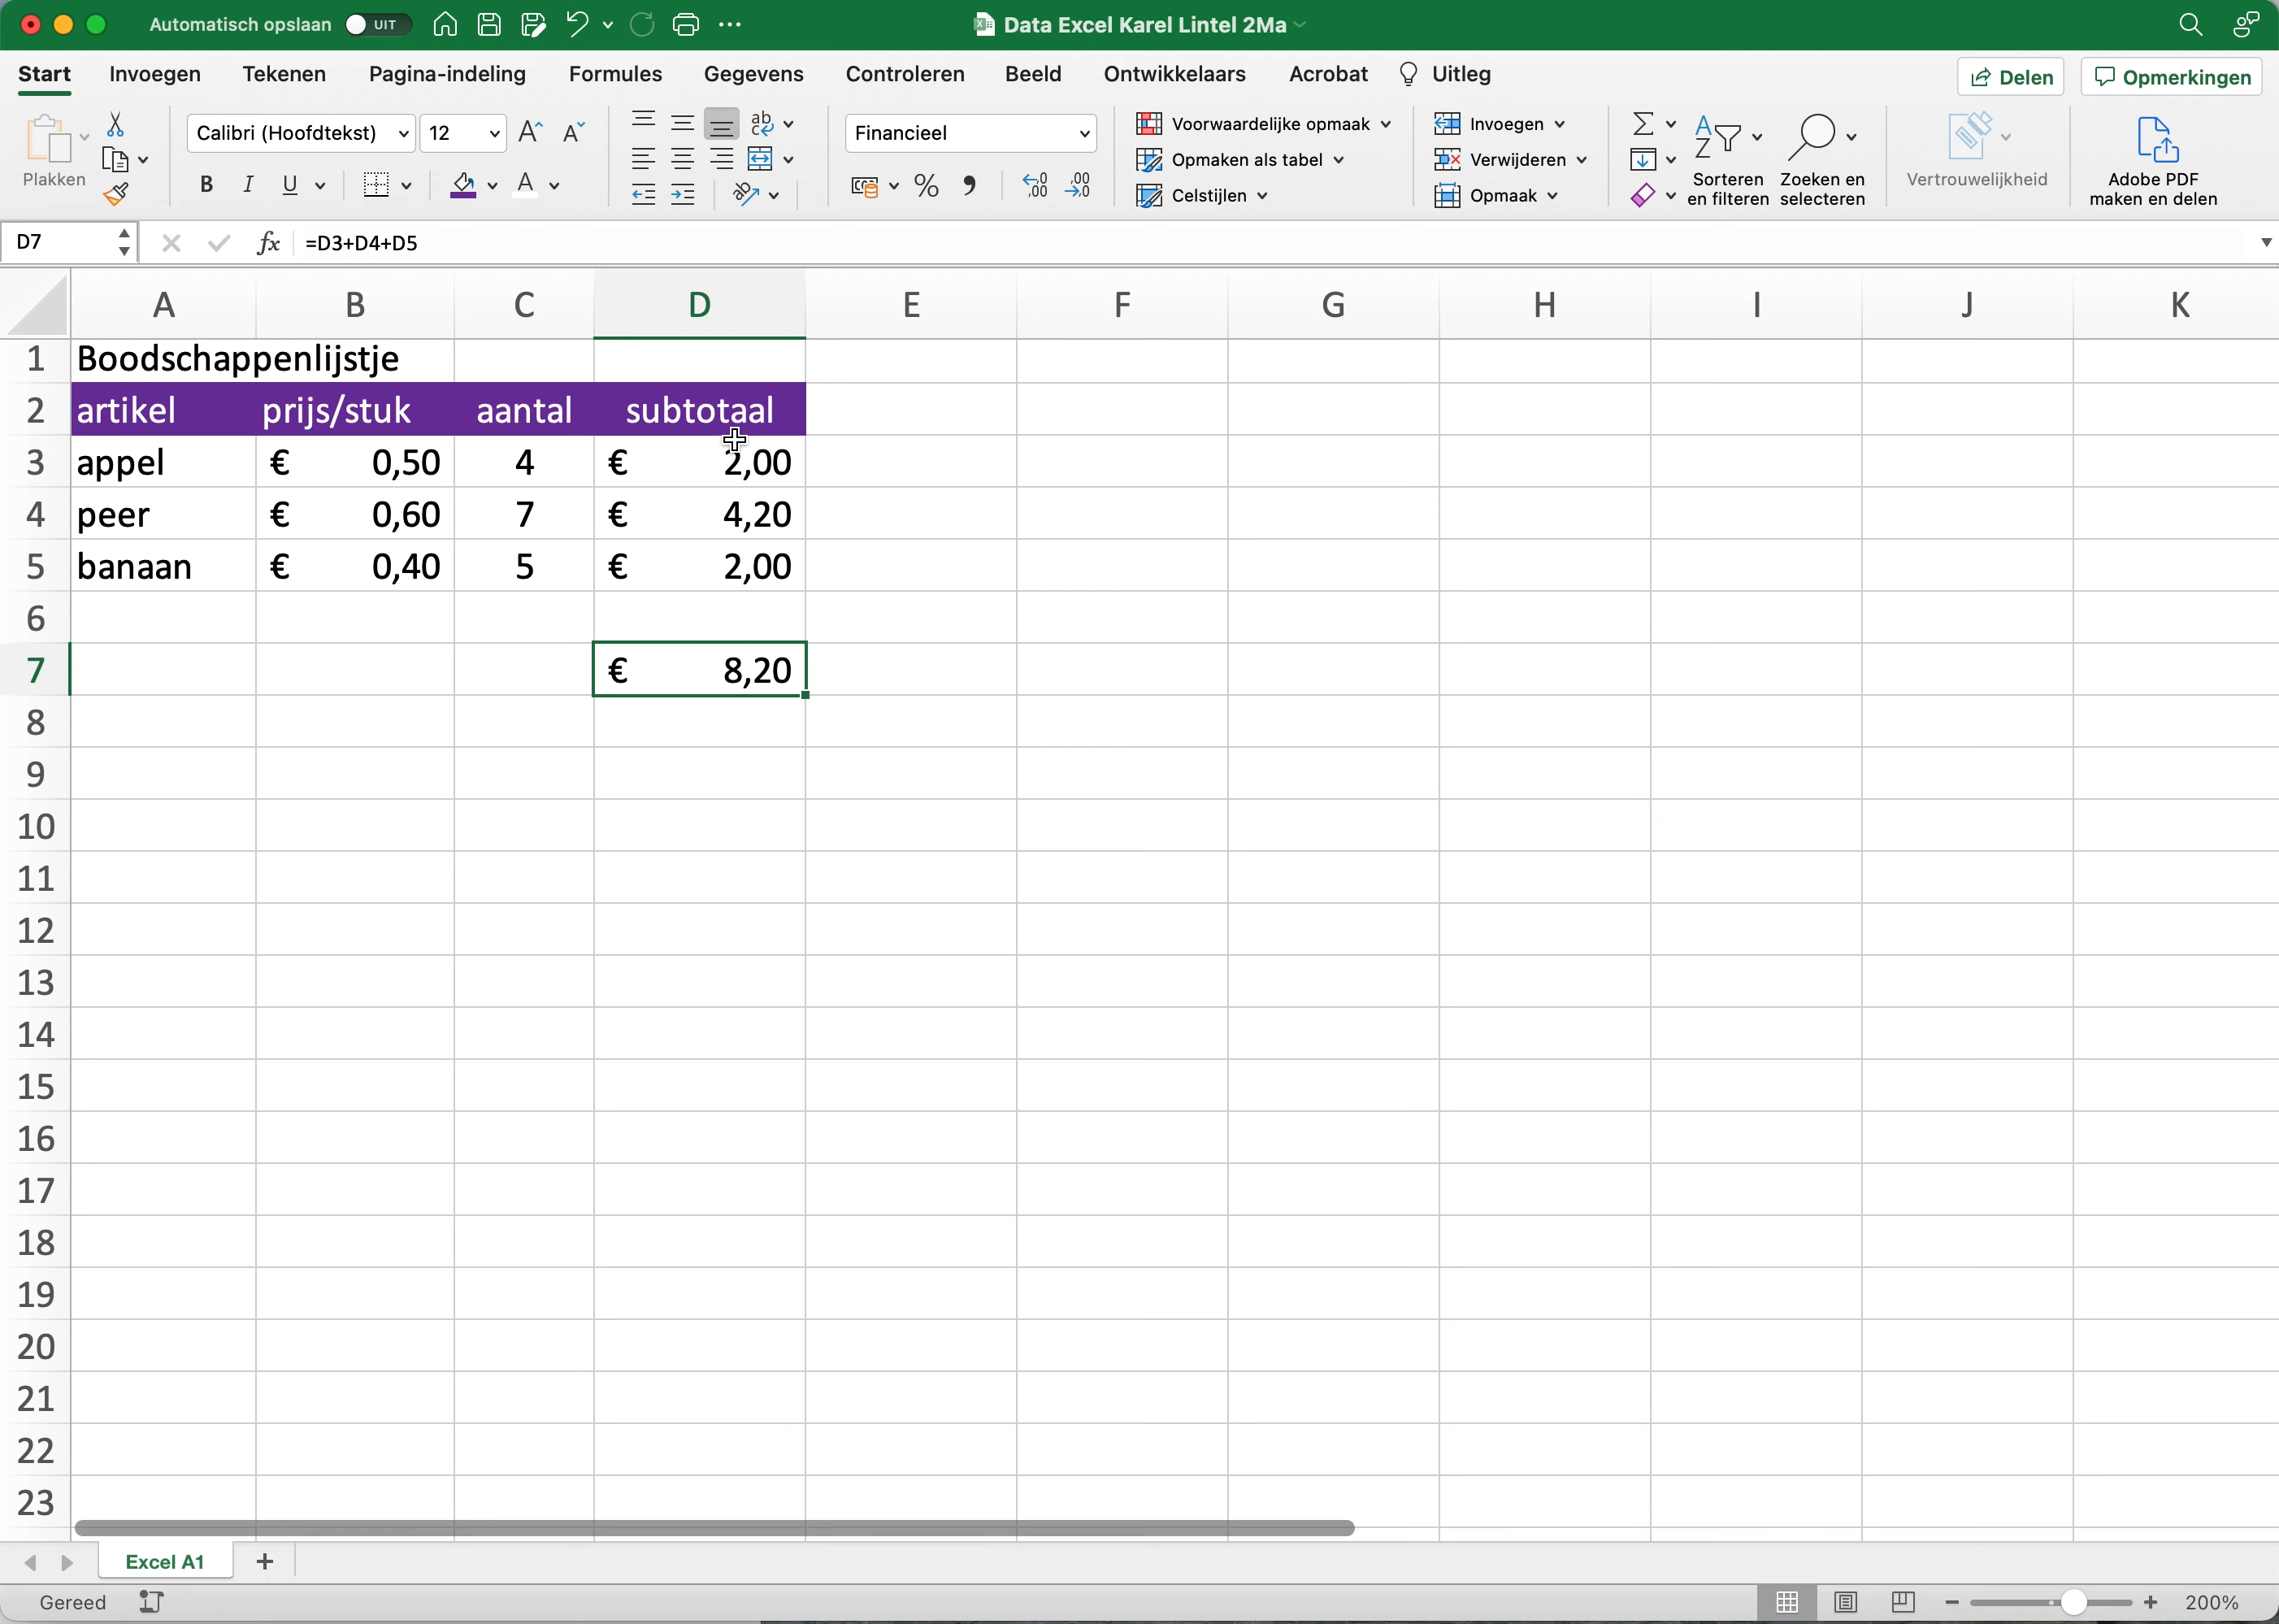 Automatisch opslaan UIT Data Excel Karel Lintel 2Ma
Start Invoegen Tekenen Pagina-indeling Formules Gegevens Controleren Beeld Ontwikkelaars Acrobat Uitleg Delen Opmerkingen
Plakken
Calibri (Hoofdtekst) 12
B I U
ab
c
Financieel
% ,00
Voorwaardelijke opmaak
Opmaken als tabel
Celstijlen
Invoegen
Verwijderen
Opmaak
Sorteren en filteren
Zoeken en selecteren
Vertrouwelijkheid
Adobe PDF maken en delen
D7 fx =D3+D4+D5
A B C D E F G H I J K
1 Boodschappenlijstje
2 artikel prijs/stuk aantal subtotaal
3 appel € 0,50 4 € 2,00
4 peer € 0,60 7 € 4,20
5 banaan € 0,40 5 € 2,00
6
7 € 8,20
8
9
10
11
12
13
14
15
16
17
18
19
20
21
22
23
Excel A1 +
Gereed 200%